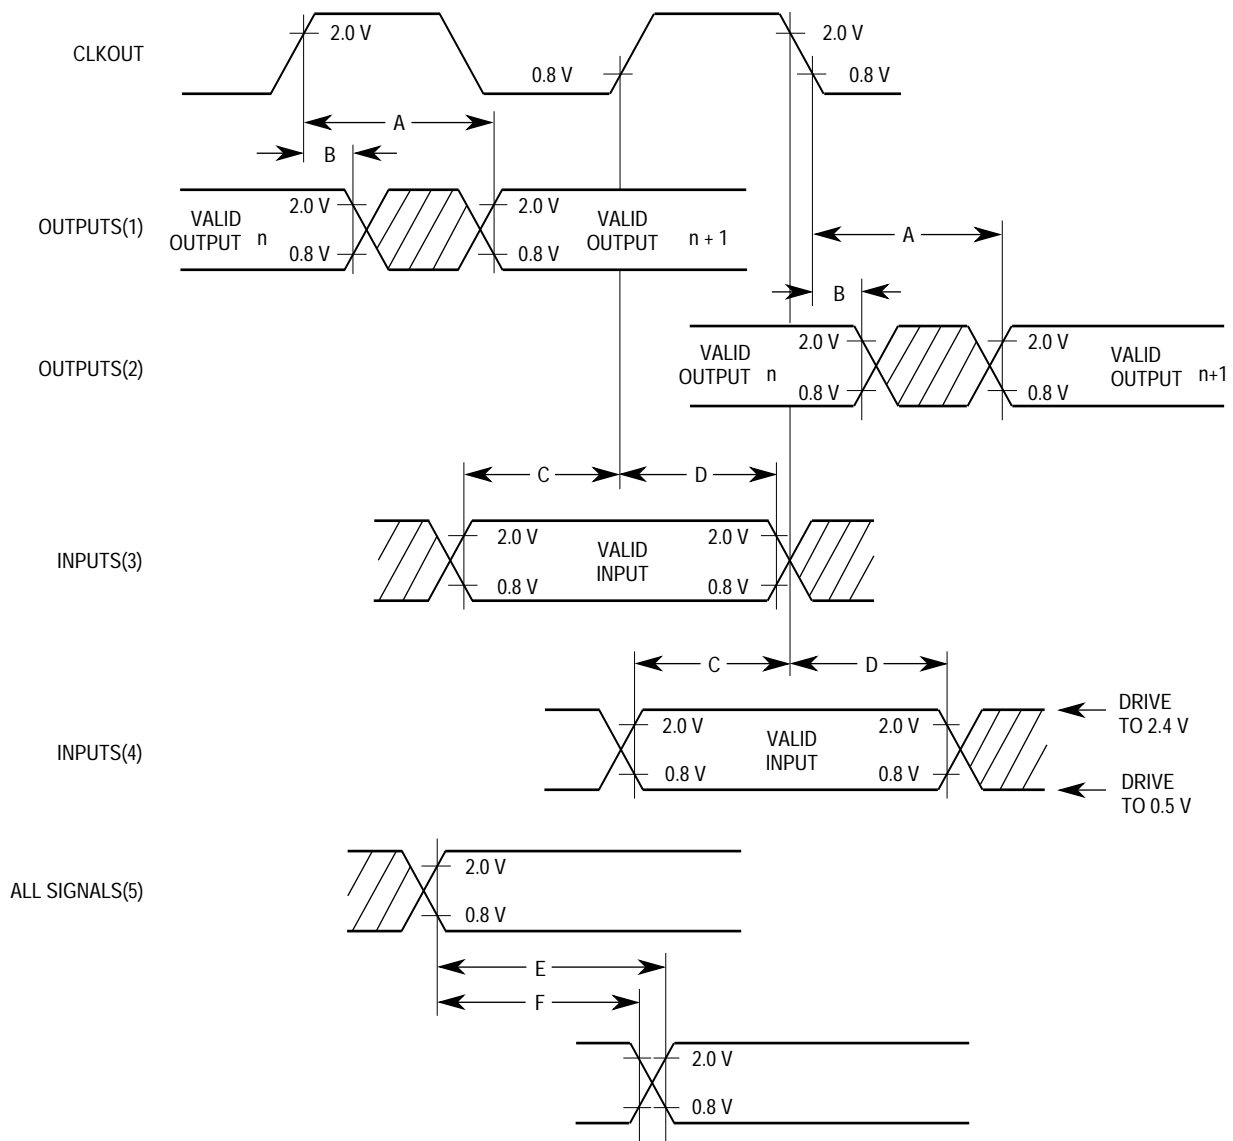 CLKOUT
2.0 V
0.8 V
2.0 V
0.8 V
A
B
OUTPUTS(1)
VALID
OUTPUT n
2.0 V
0.8 V
2.0 V
0.8 V
VALID
OUTPUT n + 1
A
B
OUTPUTS(2)
VALID
OUTPUT n
2.0 V
0.8 V
2.0 V
0.8 V
VALID
OUTPUT n+1
C
D
INPUTS(3)
2.0 V
0.8 V
VALID
INPUT
2.0 V
0.8 V
C
D
INPUTS(4)
2.0 V
0.8 V
VALID
INPUT
2.0 V
0.8 V
DRIVE
TO 2.4 V
DRIVE
TO 0.5 V
ALL SIGNALS(5)
2.0 V
0.8 V
E
F
2.0 V
0.8 V